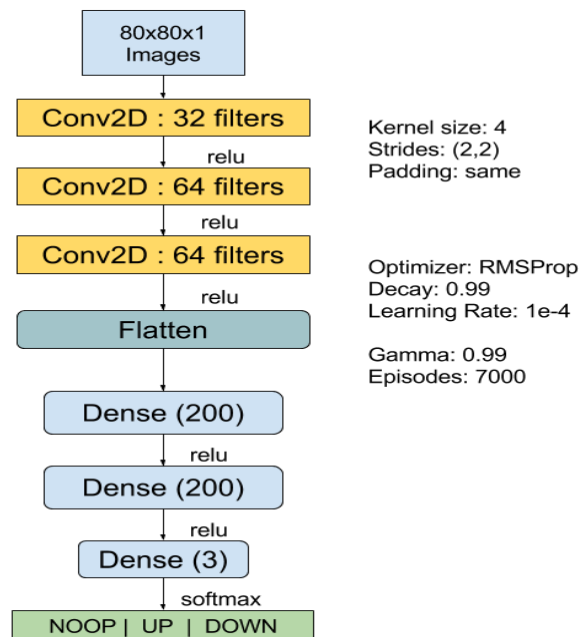 80x80x1
Images
Conv2D : 32 filters
relu
Conv2D : 64 filters
relu
Conv2D : 64 filters
relu
Flatten
Dense (200)
relu
Dense (200)
relu
Dense (3)
softmax
NOOP | UP | DOWN
Kernel size: 4
Strides: (2,2)
Padding: same
Optimizer: RMSProp
Decay: 0.99
Learning Rate: 1e-4
Gamma: 0.99
Episodes: 7000